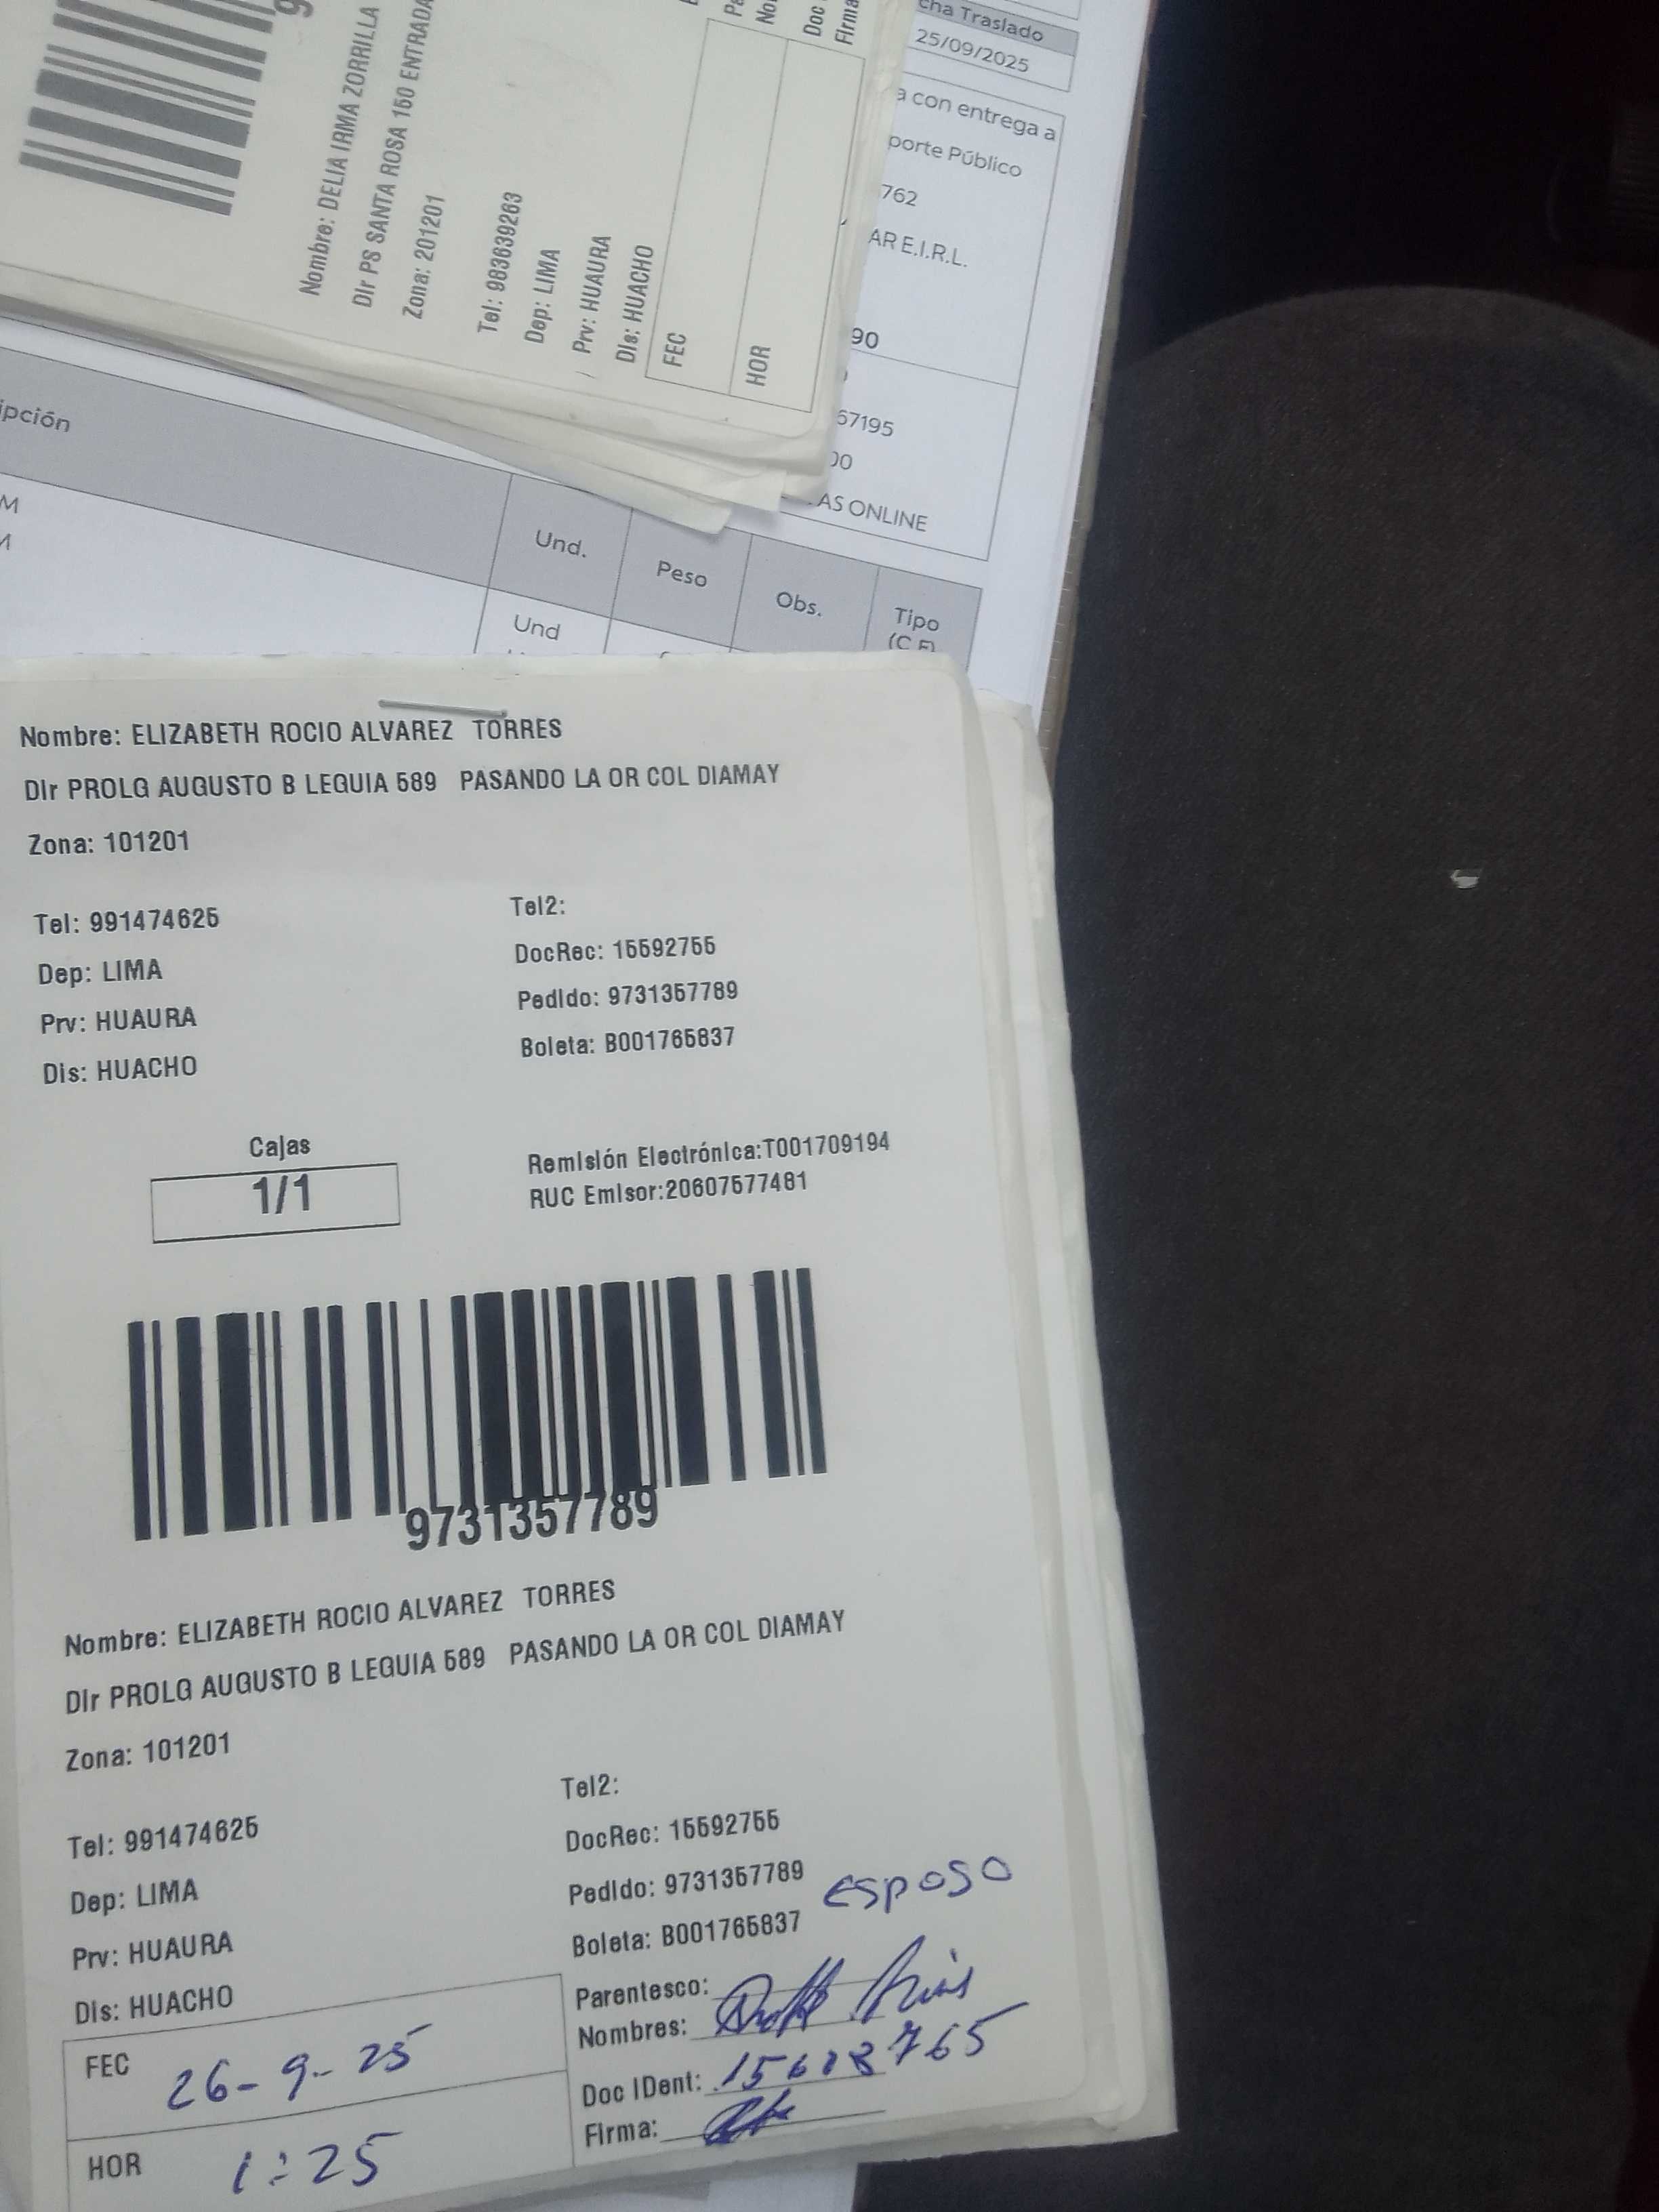 Nombre: DELIA IRMA ZORRILLA
Dir PS SANTA ROSA 150 ENTRADA
Zona: 201201
Tel: 983639263
Dep: LIMA
Prv: HUAURA
Dis: HUACHO
FEC
HOR
Doc
Firma
cha Traslado
25/09/2025
a con entrega a
porte Público
762
AR E.I.R.L.
90
67195
00
AS ONLINE
ipción
Und.
Peso
Obs.
Tipo
M
M
Und
Nombre: ELIZABETH ROCIO ALVAREZ TORRES
Dir PROLG AUGUSTO B LEGUIA 589 PASANDO LA OR COL DIAMAY
Zona: 101201
Tel: 991474625
Tel2:
DocRec: 15592755
Dep: LIMA
Pedido: 9731357789
Prv: HUAURA
Boleta: B001765837
Dis: HUACHO
Cajas
1/1
Remisión Electrónica:T001709194
RUC Emisor:20607577481
9731357789
Nombre: ELIZABETH ROCIO ALVAREZ TORRES
Dir PROLG AUGUSTO B LEGUIA 589 PASANDO LA OR COL DIAMAY
Zona: 101201
Tel: 991474625
Tel2:
DocRec: 15592755
Dep: LIMA
Pedido: 9731357789
esposo
Prv: HUAURA
Boleta: B001765837
Dis: HUACHO
Parentesco:
Nombres:
FEC 26-9-25
Doc IDent:
Firma:
HOR 1:25